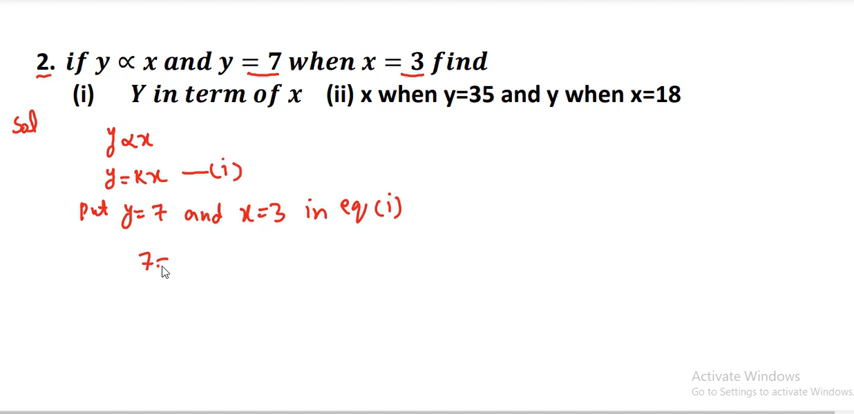 2. if y ∝ x and y = 7 when x = 3 find
(i) Y in term of x (ii) x when y=35 and y when x=18
Sol
y∝x
y=kx —(i)
Put y=7 and x=3 in eq(i)
7=
Activate Windows
Go to Settings to activate Windows.